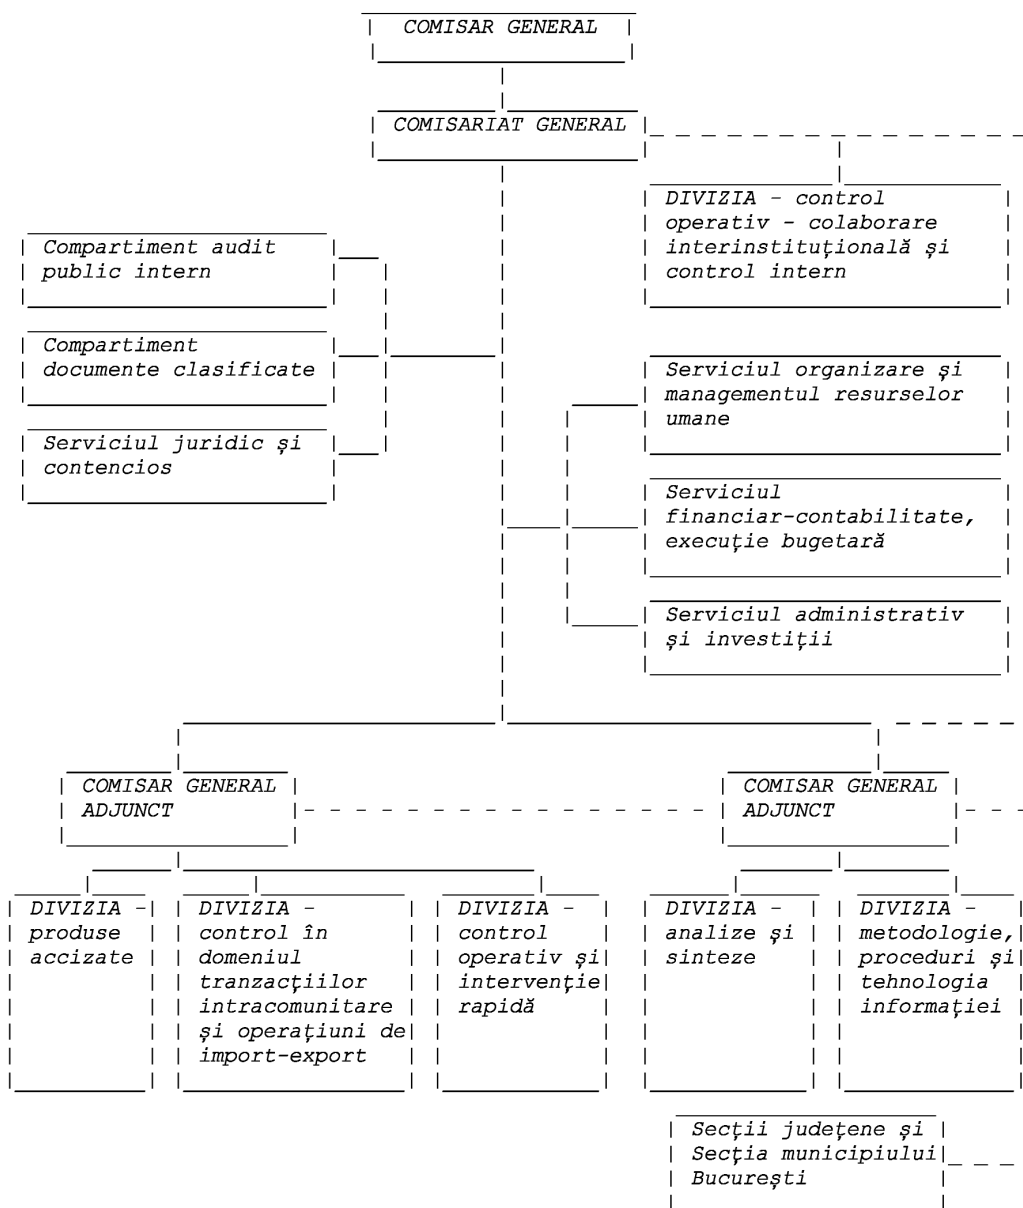 COMISAR GENERAL
COMISARIAT GENERAL
DIVIZIA - control
operativ - colaborare
interinstituțională și
control intern
Compartiment audit
public intern
Compartiment
documente clasificate
Serviciul juridic și
contencios
Serviciul organizare și
managementul resurselor
umane
Serviciul
financiar-contabilitate,
execuție bugetară
Serviciul administrativ
și investiții
COMISAR GENERAL
ADJUNCT
COMISAR GENERAL
ADJUNCT
DIVIZIA -
produse
accizate
DIVIZIA -
control în
domeniul
tranzacțiilor
intracomunitare
și operațiuni de
import-export
DIVIZIA -
control
operativ și
intervenție
rapidă
DIVIZIA -
analize și
sinteze
DIVIZIA -
metodologie,
proceduri și
tehnologia
informației
Secții județene și
Secția municipiului
București